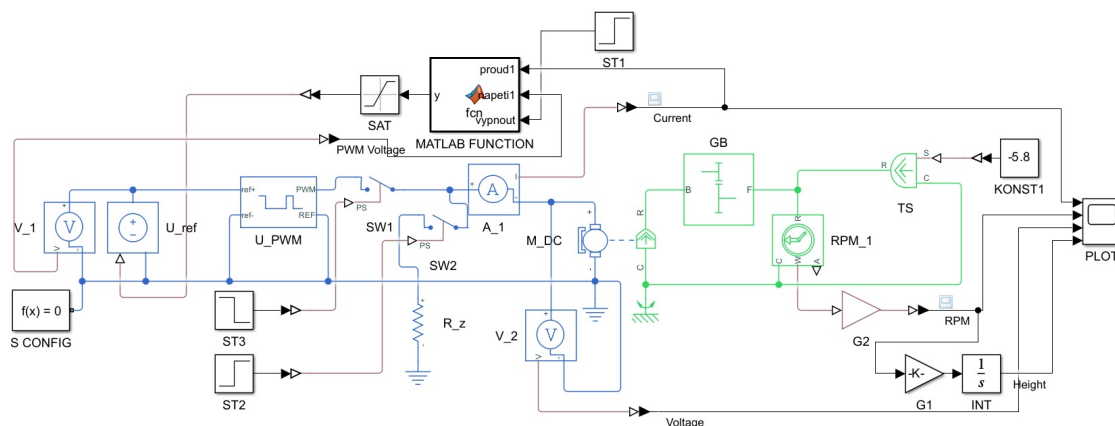 ST1
proud1
napeti1
fcn
vypnout
y
MATLAB FUNCTION
SAT
PWM Voltage
Current
GB
B
F
R
S
C
TS
-5.8
KONST1
V_1
V
U_ref
ref+
ref-
PWM
REF
U_PWM
PS
SW1
PS
SW2
A
I
A_1
M_DC
R
C
R
C
W
A
RPM_1
PLOT
f(x) = 0
S CONFIG
ST3
ST2
R_z
V_2
V
G2
RPM
-K-
G1
1
s
INT
Height
Voltage